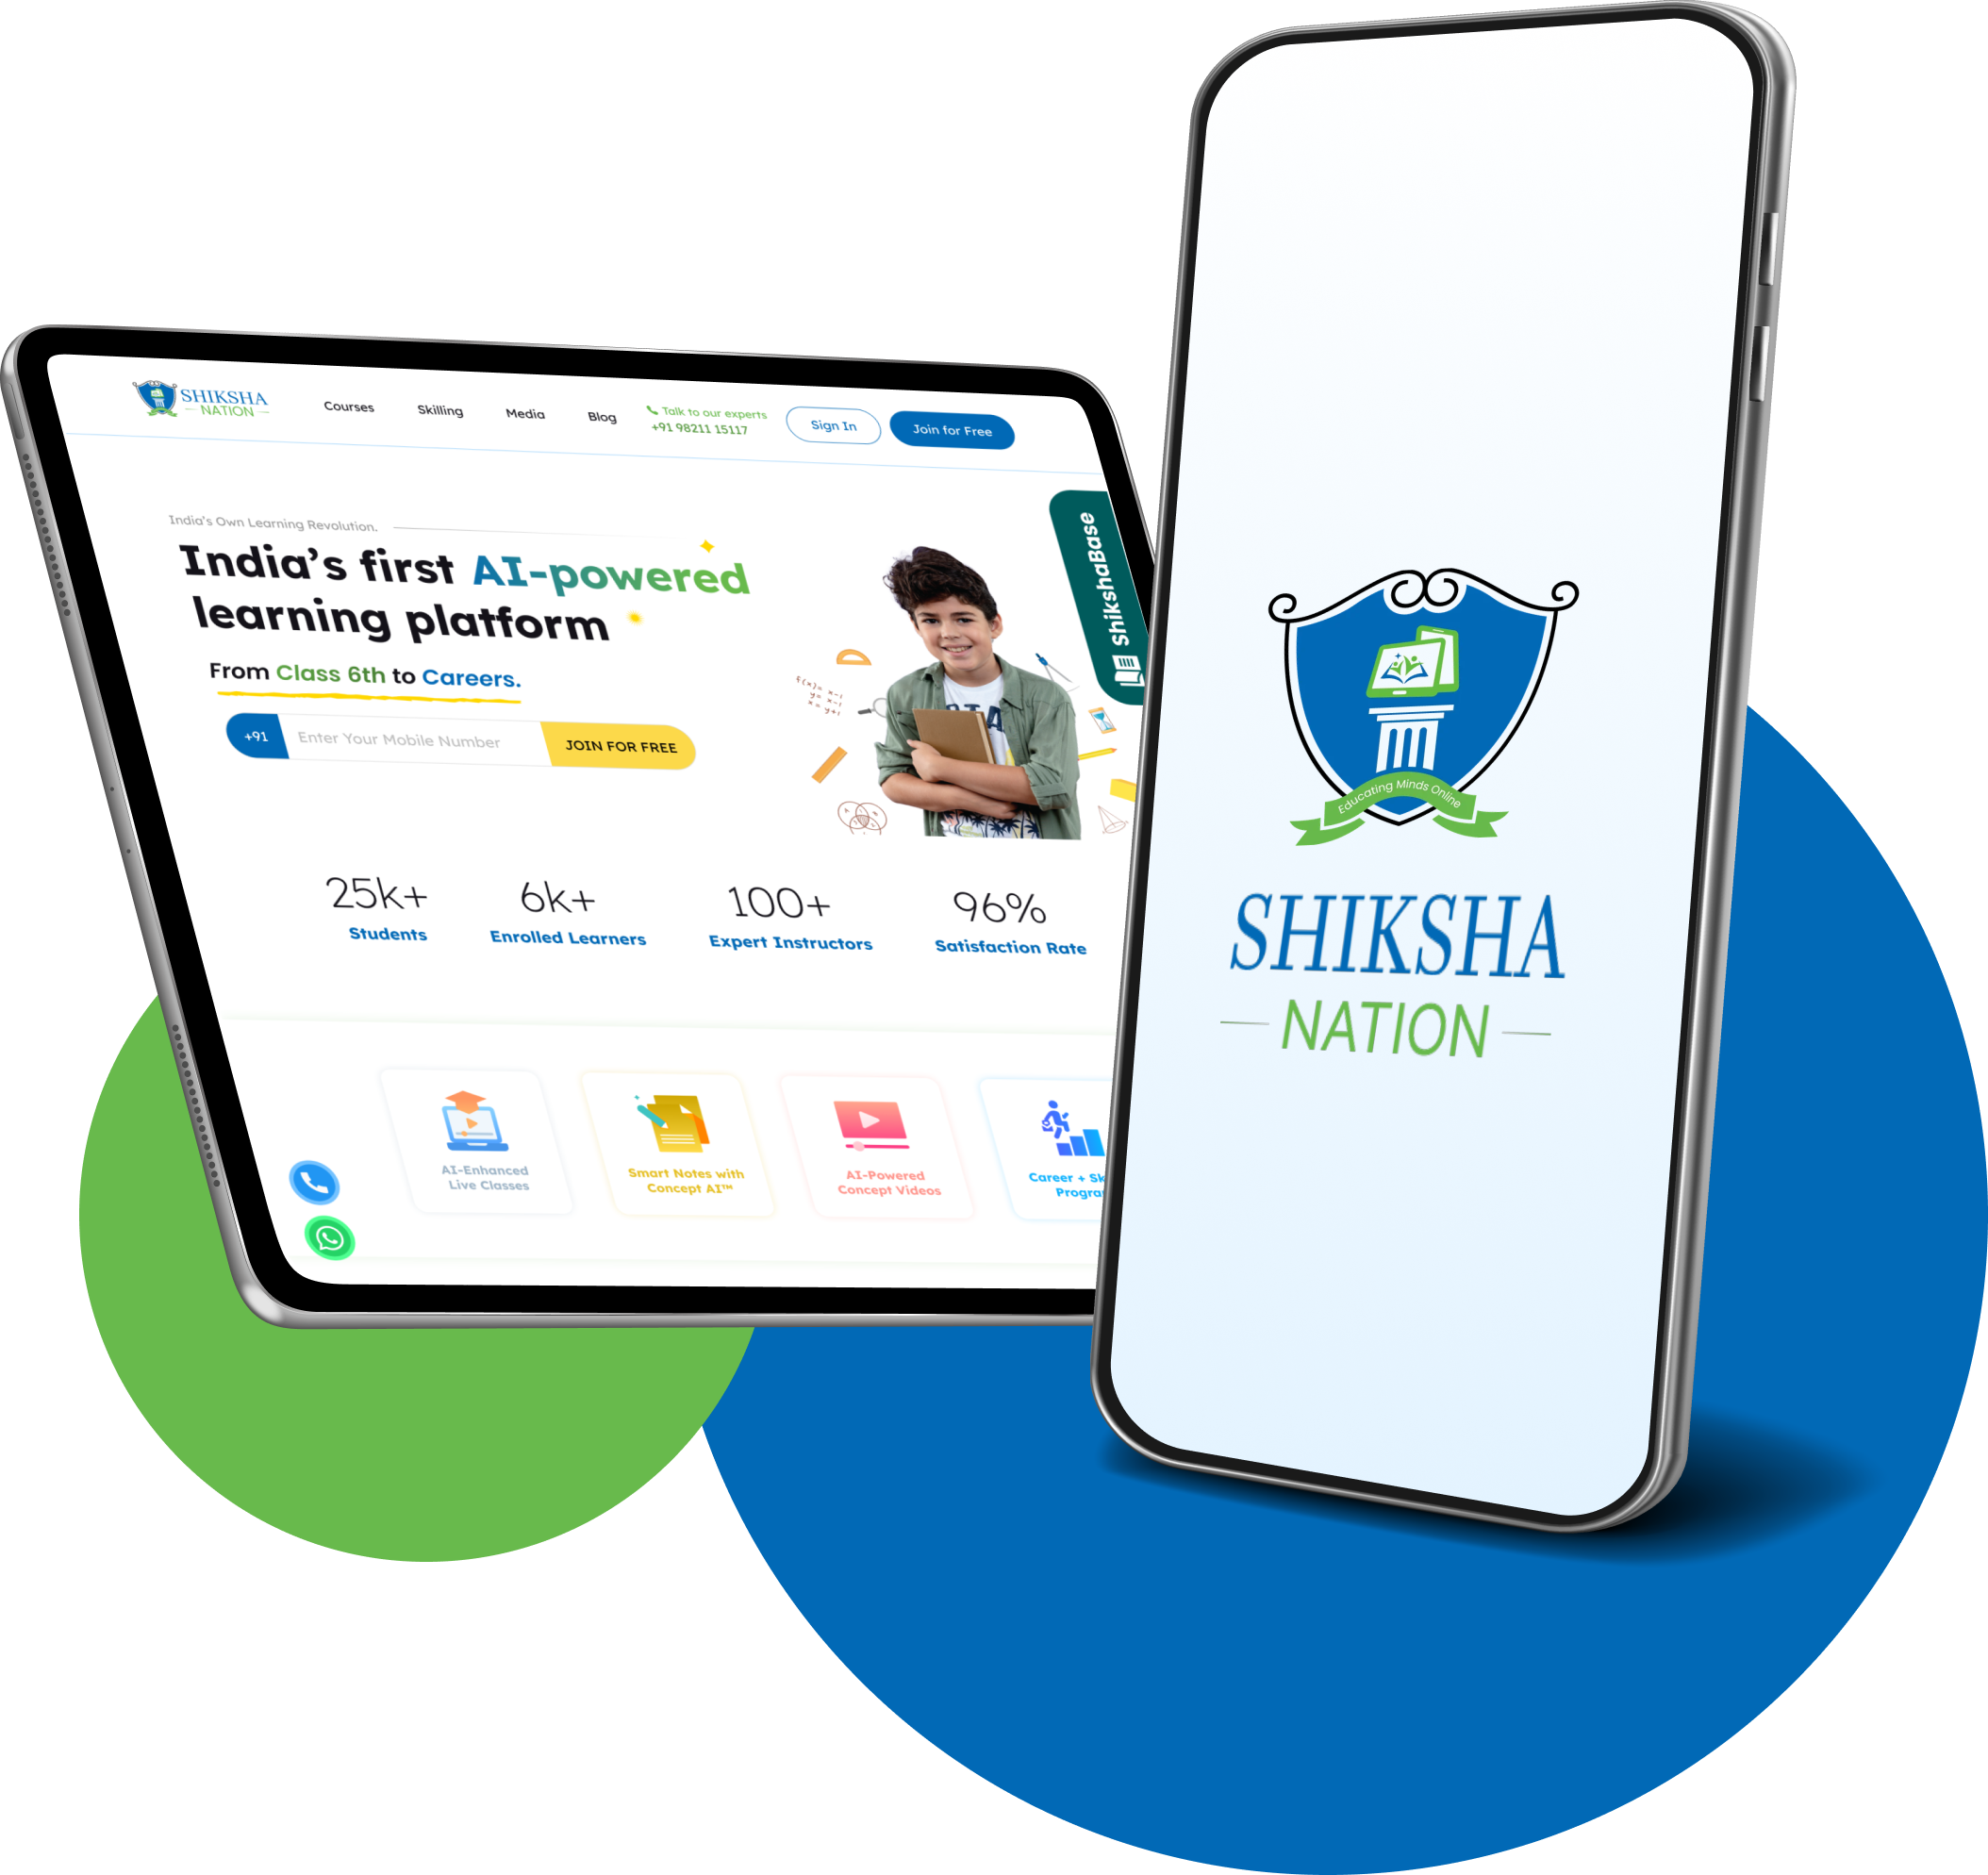 SHIKSHA
NATION
Courses
Skilling
Media
Blog
Talk to our experts
+91 98211 15117
Sign In
Join for Free
India's Own Learning Revolution.
India's first AI-powered
learning platform
From Class 6th to Careers.
+91
Enter Your Mobile Number
JOIN FOR FREE
ShikshaBase
f(x)= x-1
y= x-1
x= y+1
25k+
Students
6k+
Enrolled Learners
100+
Expert Instructors
96%
Satisfaction Rate
AI-Enhanced
Live Classes
Smart Notes with
Concept AI™
AI-Powered
Concept Videos
Career + Sk
Progra
Educating Minds Online
SHIKSHA
NATION